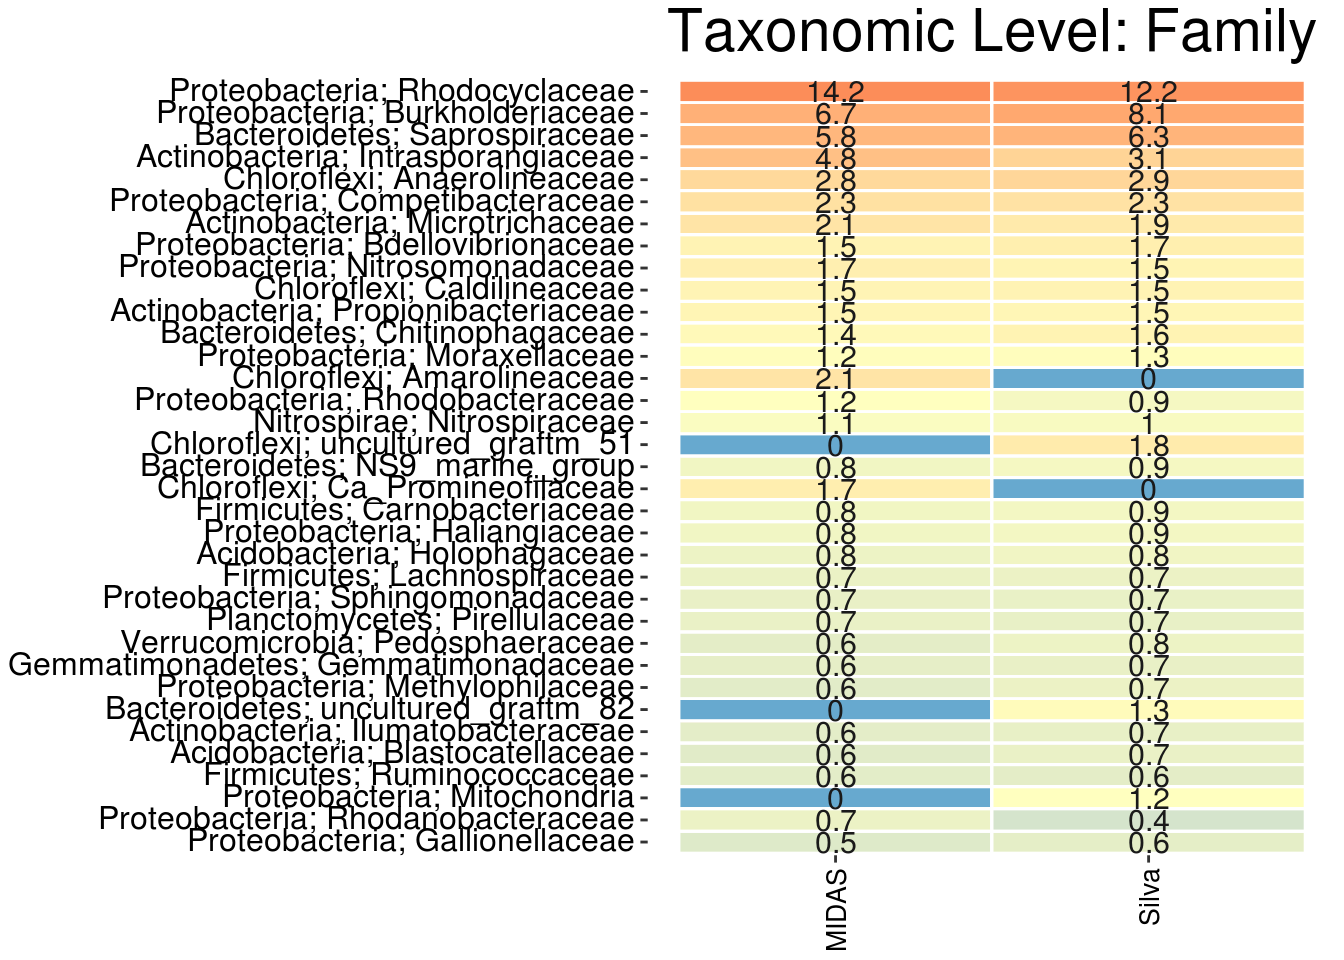 Taxonomic Level: Family
Proteobacteria; Rhodocyclaceae 14.2 12.2
Proteobacteria; Burkholderiaceae 6.7 8.1
Bacteroidetes; Saprospiraceae 5.8 6.3
Actinobacteria; Intrasporangiaceae 4.8 3.1
Chloroflexi; Anaerolineaceae 2.8 2.9
Proteobacteria; Competibacteraceae 2.3 2.3
Actinobacteria; Microtrichaceae 2.1 1.9
Proteobacteria; Bdellovibrionaceae 1.5 1.7
Proteobacteria; Nitrosomonadaceae 1.7 1.5
Chloroflexi; Caldilineaceae 1.5 1.5
Actinobacteria; Propionibacteriaceae 1.5 1.5
Bacteroidetes; Chitinophagaceae 1.4 1.6
Proteobacteria; Moraxellaceae 1.2 1.3
Chloroflexi; Amarolineaceae 2.1 0
Proteobacteria; Rhodobacteraceae 1.2 0.9
Nitrospirae; Nitrospiraceae 1.1 1
Chloroflexi; uncultured_graftm_51 0 1.8
Bacteroidetes; NS9_marine_group 0.8 0.9
Chloroflexi; Ca_Promineofilaceae 1.7 0
Firmicutes; Carnobacteriaceae 0.8 0.9
Proteobacteria; Haliangiaceae 0.8 0.9
Acidobacteria; Holophagaceae 0.8 0.8
Firmicutes; Lachnospiraceae 0.7 0.7
Proteobacteria; Sphingomonadaceae 0.7 0.7
Planctomycetes; Pirellulaceae 0.7 0.7
Verrucomicrobia; Pedosphaeraceae 0.6 0.8
Gemmatimonadetes; Gemmatimonadaceae 0.6 0.7
Proteobacteria; Methylophilaceae 0.6 0.7
Bacteroidetes; uncultured_graftm_82 0 1.3
Actinobacteria; Ilumatobacteraceae 0.6 0.7
Acidobacteria; Blastocatellaceae 0.6 0.7
Firmicutes; Ruminococcaceae 0.6 0.6
Proteobacteria; Mitochondria 0 1.2
Proteobacteria; Rhodanobacteraceae 0.7 0.4
Proteobacteria; Gallionellaceae 0.5 0.6
MIDAS Silva